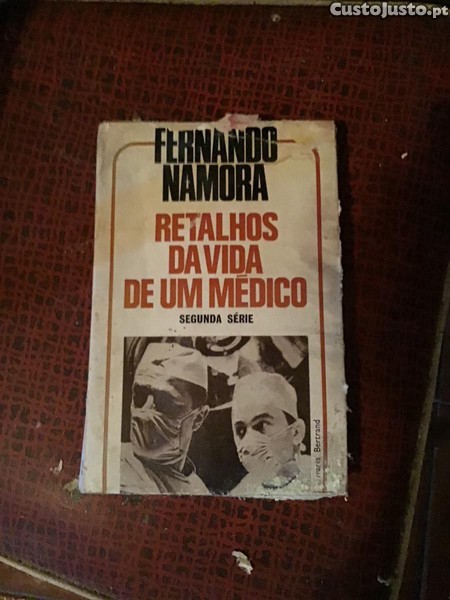 CustoJusto.pt
FERNANDO
NAMORA
RETALHOS
DA VIDA
DE UM MÉDICO
SEGUNDA SÉRIE
Bertrand